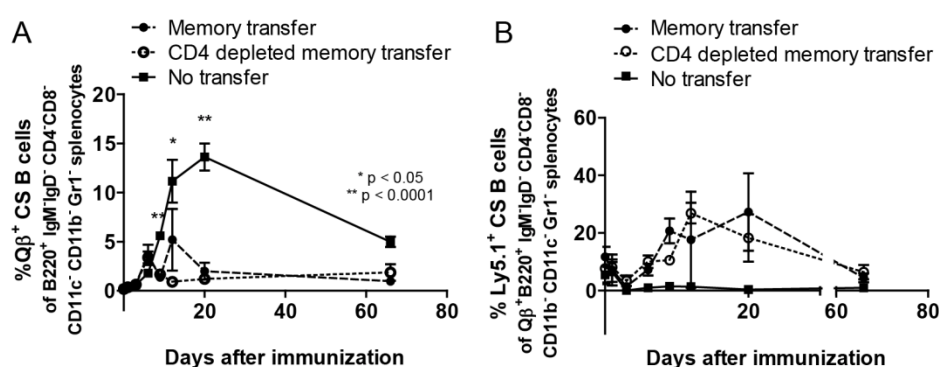 A
Memory transfer
CD4 depleted memory transfer
No transfer
%Qβ⁺ CS B cells
of B220⁺ IgM⁻IgD⁻ CD4⁻CD8⁻
CD11c⁻ CD11b⁻ Gr1⁻ splenocytes
20
15
10
5
0
**
*
**
* p < 0.05
** p < 0.0001
0
20
40
60
80
Days after immunization
B
Memory transfer
CD4 depleted memory transfer
No transfer
% Ly5.1⁺ CS B cells
of Qβ⁺B220⁺ IgM⁻IgD⁻ CD4⁻CD8⁻
CD11b⁻ CD11c⁻ Gr1⁻ splenocytes
60
40
20
0
20
60
80
Days after immunization